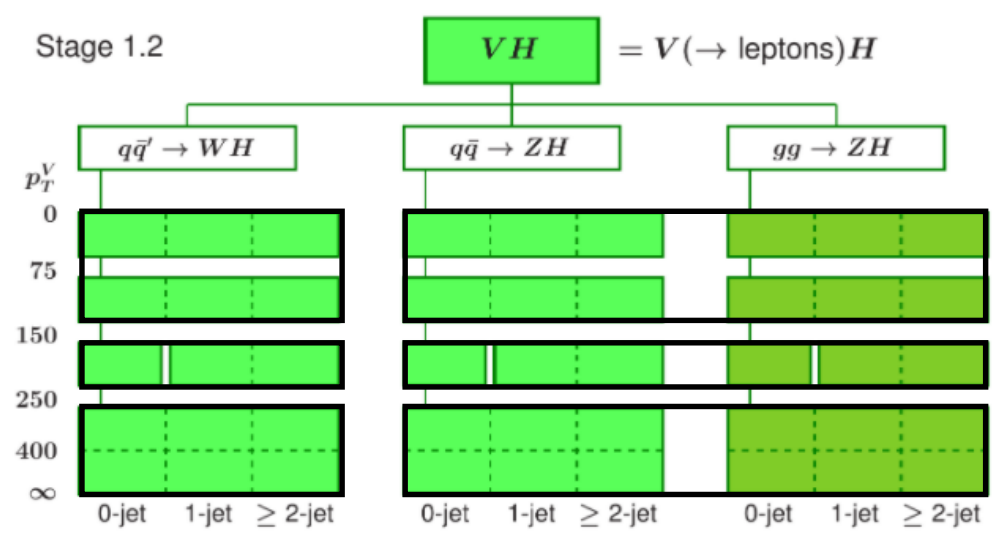 Stage 1.2
VH = V(→ leptons)H
qq̄′ → WH
qq̄ → ZH
gg → ZH
p_T^V
0
75
150
250
400
∞
0-jet 1-jet ≥ 2-jet
0-jet 1-jet ≥ 2-jet
0-jet 1-jet ≥ 2-jet